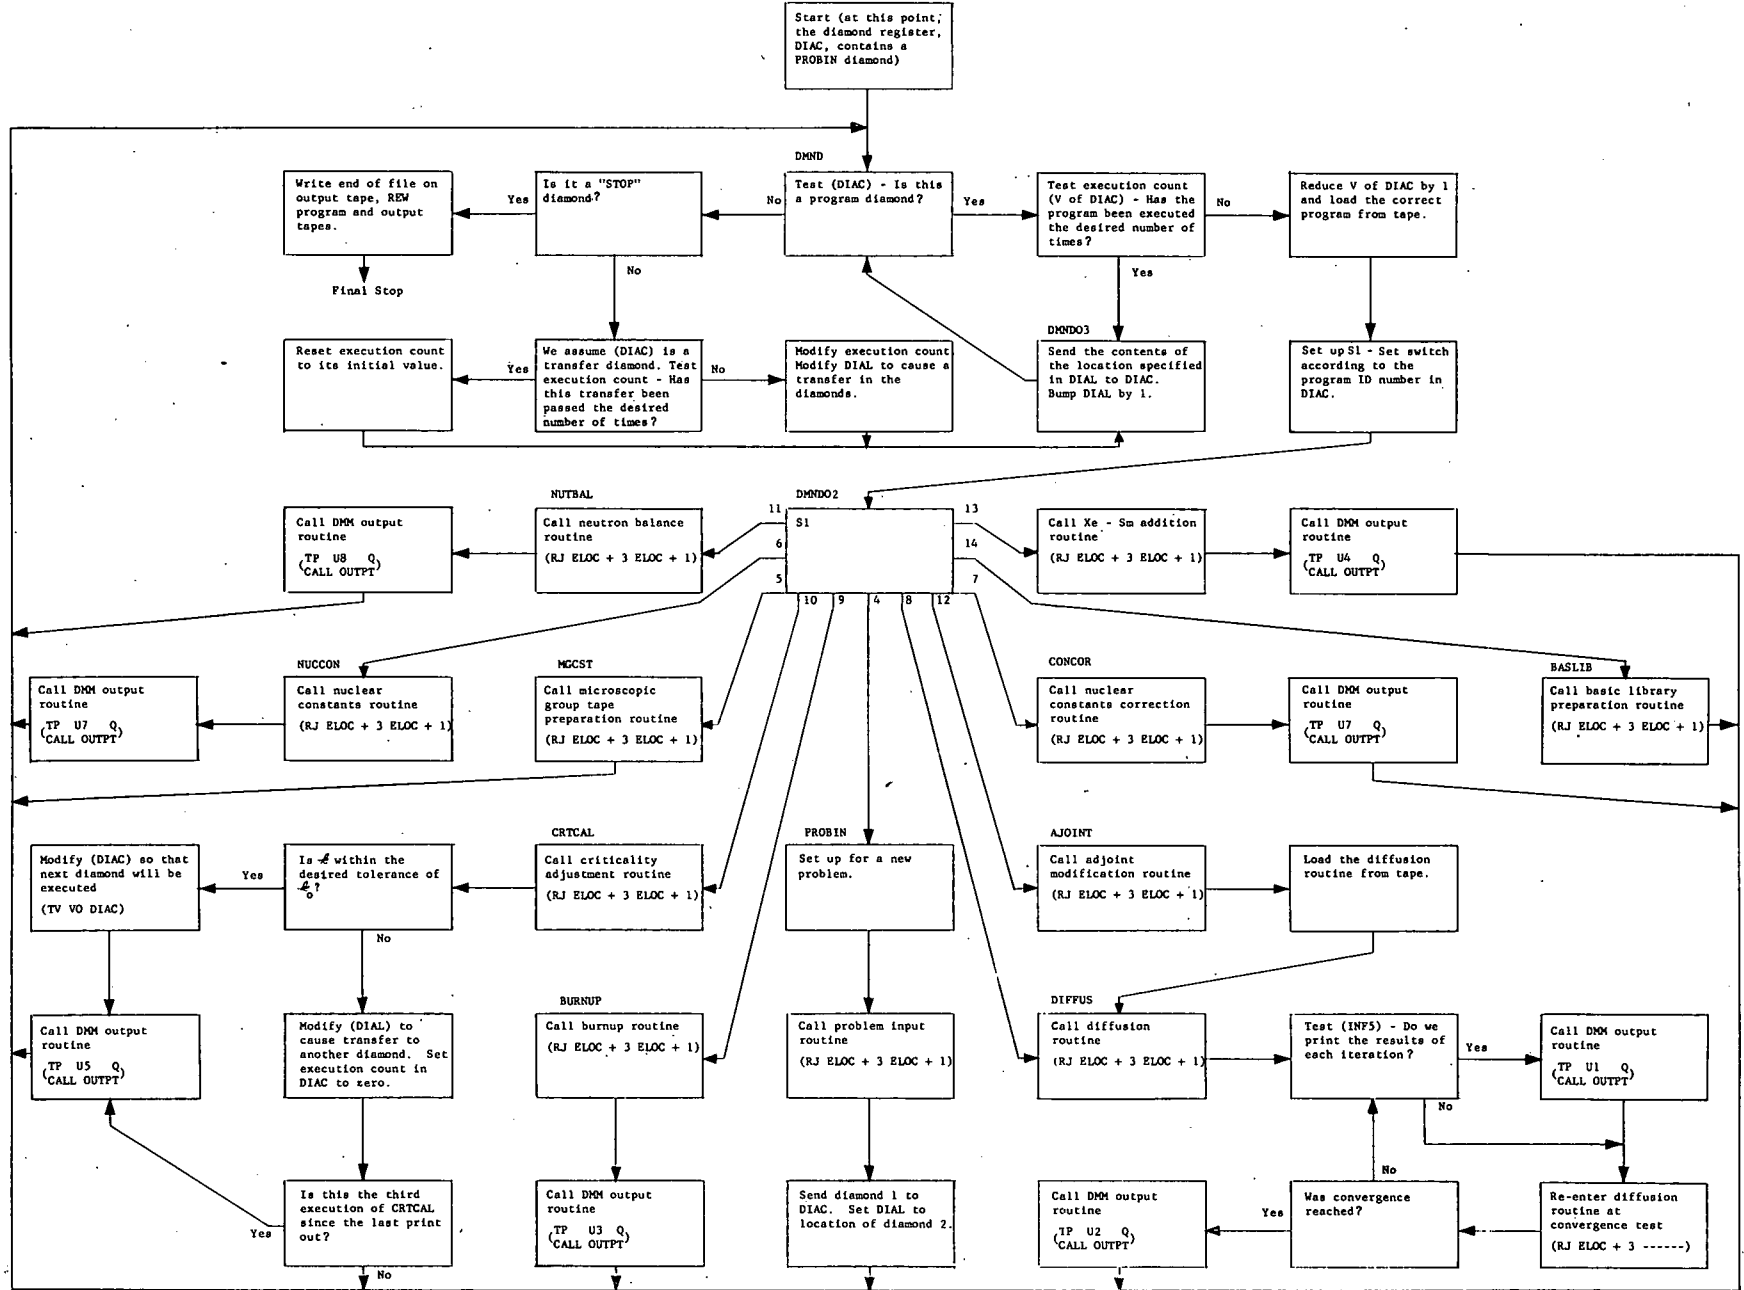 Start (at this point,
the diamond register,
DIAC, contains a
PROBIN diamond)
DMND
Write end of file on
output tape, REW
program and output
tapes.
Yes
Is it a "STOP"
diamond?
No
Test (DIAC) - Is this
a program diamond?
Yes
Test execution count
(V of DIAC) - Has the
program been executed
the desired number of
times?
No
Reduce V of DIAC by 1
and load the correct
program from tape.
Final Stop
No
Yes
DMNDO3
Reset execution count
to its initial value.
Yes
We assume (DIAC) is a
transfer diamond. Test
execution count - Has
this transfer been
passed the desired
number of times?
No
Modify execution count
Modify DIAL to cause a
transfer in the
diamonds.
Send the contents of
the location specified
in DIAL to DIAC.
Bump DIAL by 1.
Set up S1 - Set switch
according to the
program ID number in
DIAC.
NUTBAL
DMNDO2
Call DMM output
routine
(TP U8 Q
CALL OUTPT)
Call neutron balance
routine
(RJ ELOC + 3 ELOC + 1)
11
6
5
S1
13
14
7
10 9 4 8 12
Call Xe - Sm addition
routine
(RJ ELOC + 3 ELOC + 1)
Call DMM output
routine
(TP U4 Q
CALL OUTPT)
NUCCON
MGCST
CONCOR
BASLIB
Call DMM output
routine
(TP U7 Q
CALL OUTPT)
Call nuclear
constants routine
(RJ ELOC + 3 ELOC + 1)
Call microscopic
group tape
preparation routine
(RJ ELOC + 3 ELOC + 1)
Call nuclear
constants correction
routine
(RJ ELOC + 3 ELOC + 1)
Call DMM output
routine
(TP U7 Q
CALL OUTPT)
Call basic library
preparation routine
(RJ ELOC + 3 ELOC + 1)
CRTCAL
PROBIN
AJOINT
Modify (DIAC) so that
next diamond will be
executed
(TV VO DIAC)
Yes
Is k within the
desired tolerance of
k₀?
No
Call criticality
adjustment routine
(RJ ELOC + 3 ELOC + 1)
Set up for a new
problem.
Call adjoint
modification routine
(RJ ELOC + 3 ELOC + 1)
Load the diffusion
routine from tape.
BURNUP
DIFFUS
Call DMM output
routine
(TP U5 Q
CALL OUTPT)
Modify (DIAL) to
cause transfer to
another diamond. Set
execution count in
DIAC to zero.
Call burnup routine
(RJ ELOC + 3 ELOC + 1)
Call problem input
routine
(RJ ELOC + 3 ELOC + 1)
Call diffusion
routine
(RJ ELOC + 3 ELOC + 1)
Test (INF5) - Do we
print the results of
each iteration?
Yes
No
Call DMM output
routine
(TP U1 Q
CALL OUTPT)
No
Yes
Is this the third
execution of CRTCAL
since the last print
out?
No
Call DMM output
routine
(TP U3 Q
CALL OUTPT)
Send diamond 1 to
DIAC. Set DIAL to
location of diamond 2.
Call DMM output
routine
(TP U2 Q
CALL OUTPT)
Yes
Was convergence
reached?
Re-enter diffusion
routine at
convergence test
(RJ ELOC + 3 ------)